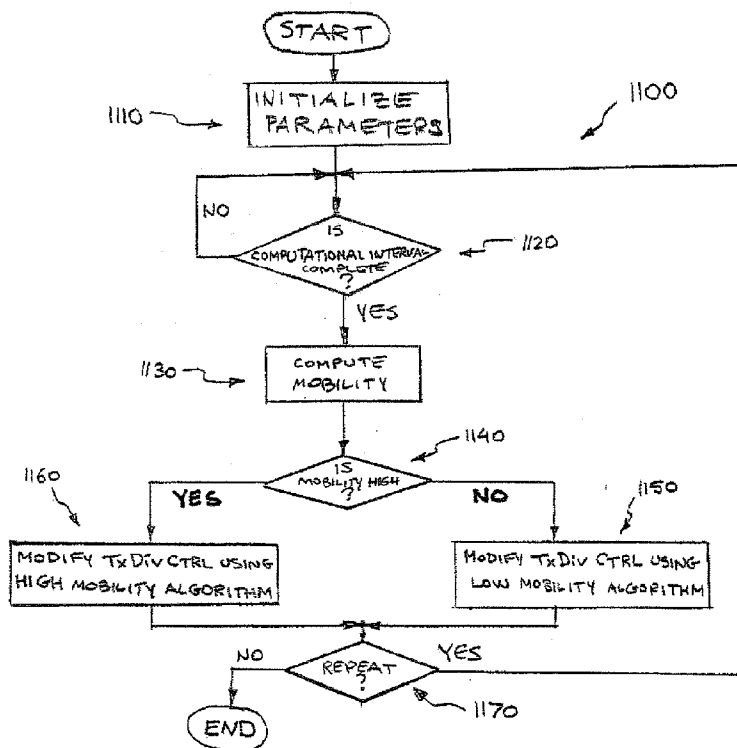 START
INITIALIZE
PARAMETERS
1110
1100
NO
IS
COMPUTATIONAL INTERVAL
COMPLETE
?
1120
YES
COMPUTE
MOBILITY
1130
1140
IS
MOBILITY HIGH
?
1160
YES
NO
1150
MODIFY TxDiv CTRL USING
HIGH MOBILITY ALGORITHM
MODIFY TxDiv CTRL USING
LOW MOBILITY ALGORITHM
NO
REPEAT
?
YES
1170
END